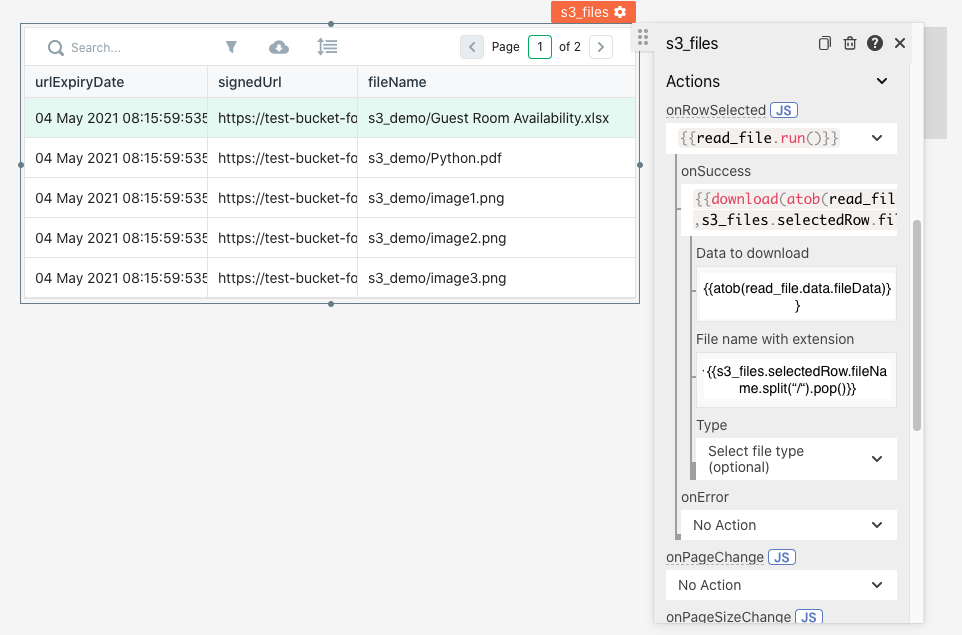 s3_files
Search...
Page 1 of 2
urlExpiryDate signedUrl fileName
04 May 2021 08:15:59:535 https://test-bucket-fo s3_demo/Guest Room Availability.xlsx
04 May 2021 08:15:59:535 https://test-bucket-fo s3_demo/Python.pdf
04 May 2021 08:15:59:535 https://test-bucket-fo s3_demo/image1.png
04 May 2021 08:15:59:535 https://test-bucket-fo s3_demo/image2.png
04 May 2021 08:15:59:535 https://test-bucket-fo s3_demo/image3.png
s3_files
Actions
onRowSelected JS
{{read_file.run()}}
onSuccess
{{download(atob(read_fil
,s3_files.selectedRow.fil
Data to download
{{atob(read_file.data.fileData)}
}
File name with extension
{{s3_files.selectedRow.fileNa
me.split(“/“).pop()}}
Type
Select file type
(optional)
onError
No Action
onPageChange JS
No Action
onPageSizeChange JS